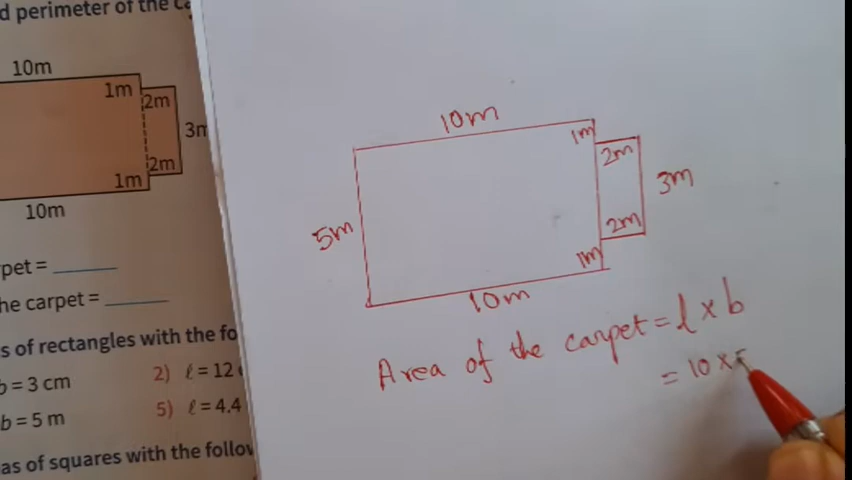 d perimeter of the ca
10m
1m
2m
3m
2m
1m
10m
pet =
he carpet =
s of rectangles with the fo
b = 3 cm 2) ℓ = 12
b = 5 m 5) ℓ = 4.4
as of squares with the follow
10m
1m
2m
3m
5m
2m
1m
10m
Area of the carpet = l x b
= 10 x 5